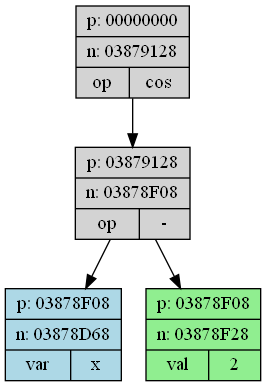 p: 00000000
n: 03879128
op cos
p: 03879128
n: 03878F08
op -
p: 03878F08
n: 03878D68
var x
p: 03878F08
n: 03878F28
val 2